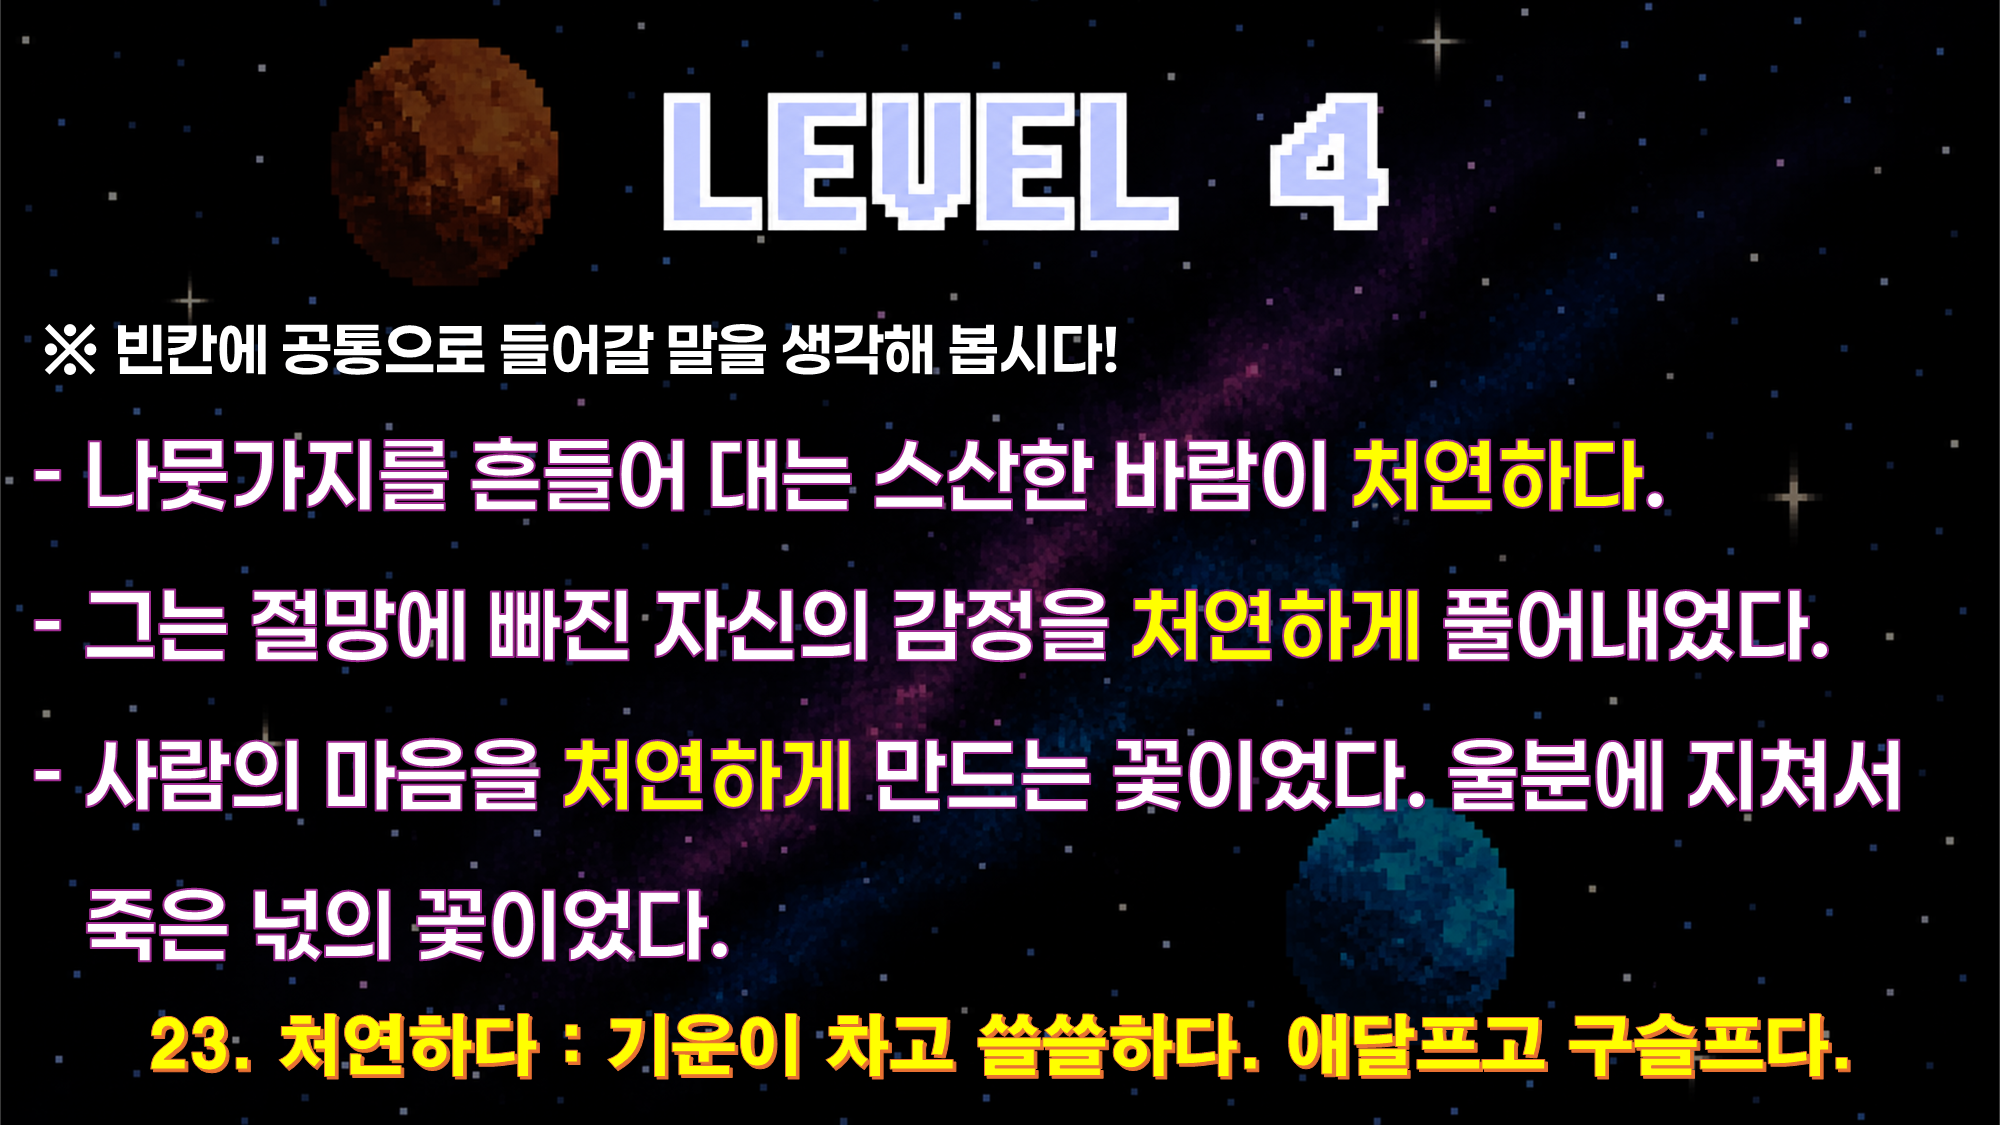 LEVEL 4
※ 빈칸에 공통으로 들어갈 말을 생각해 봅시다!
- 나뭇가지를 흔들어 대는 스산한 바람이 처연하다.
- 그는 절망에 빠진 자신의 감정을 처연하게 풀어내었다.
- 사람의 마음을 처연하게 만드는 꽃이었다. 울분에 지쳐서
죽은 넋의 꽃이었다.
23. 처연하다 : 기운이 차고 쓸쓸하다. 애달프고 구슬프다.